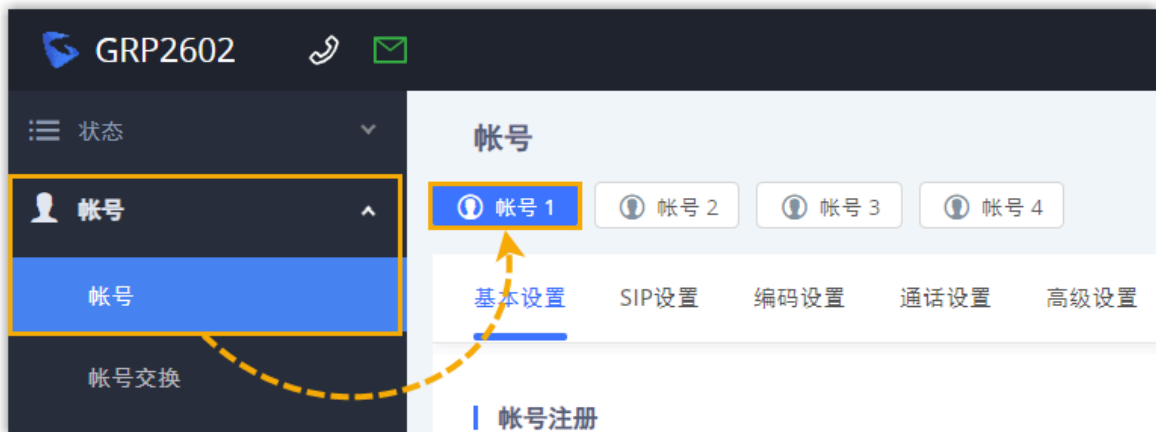 GRP2602
状态
帐号
帐号
帐号交换
帐号
帐号 1 帐号 2 帐号 3 帐号 4
基本设置 SIP设置 编码设置 通话设置 高级设置
帐号注册